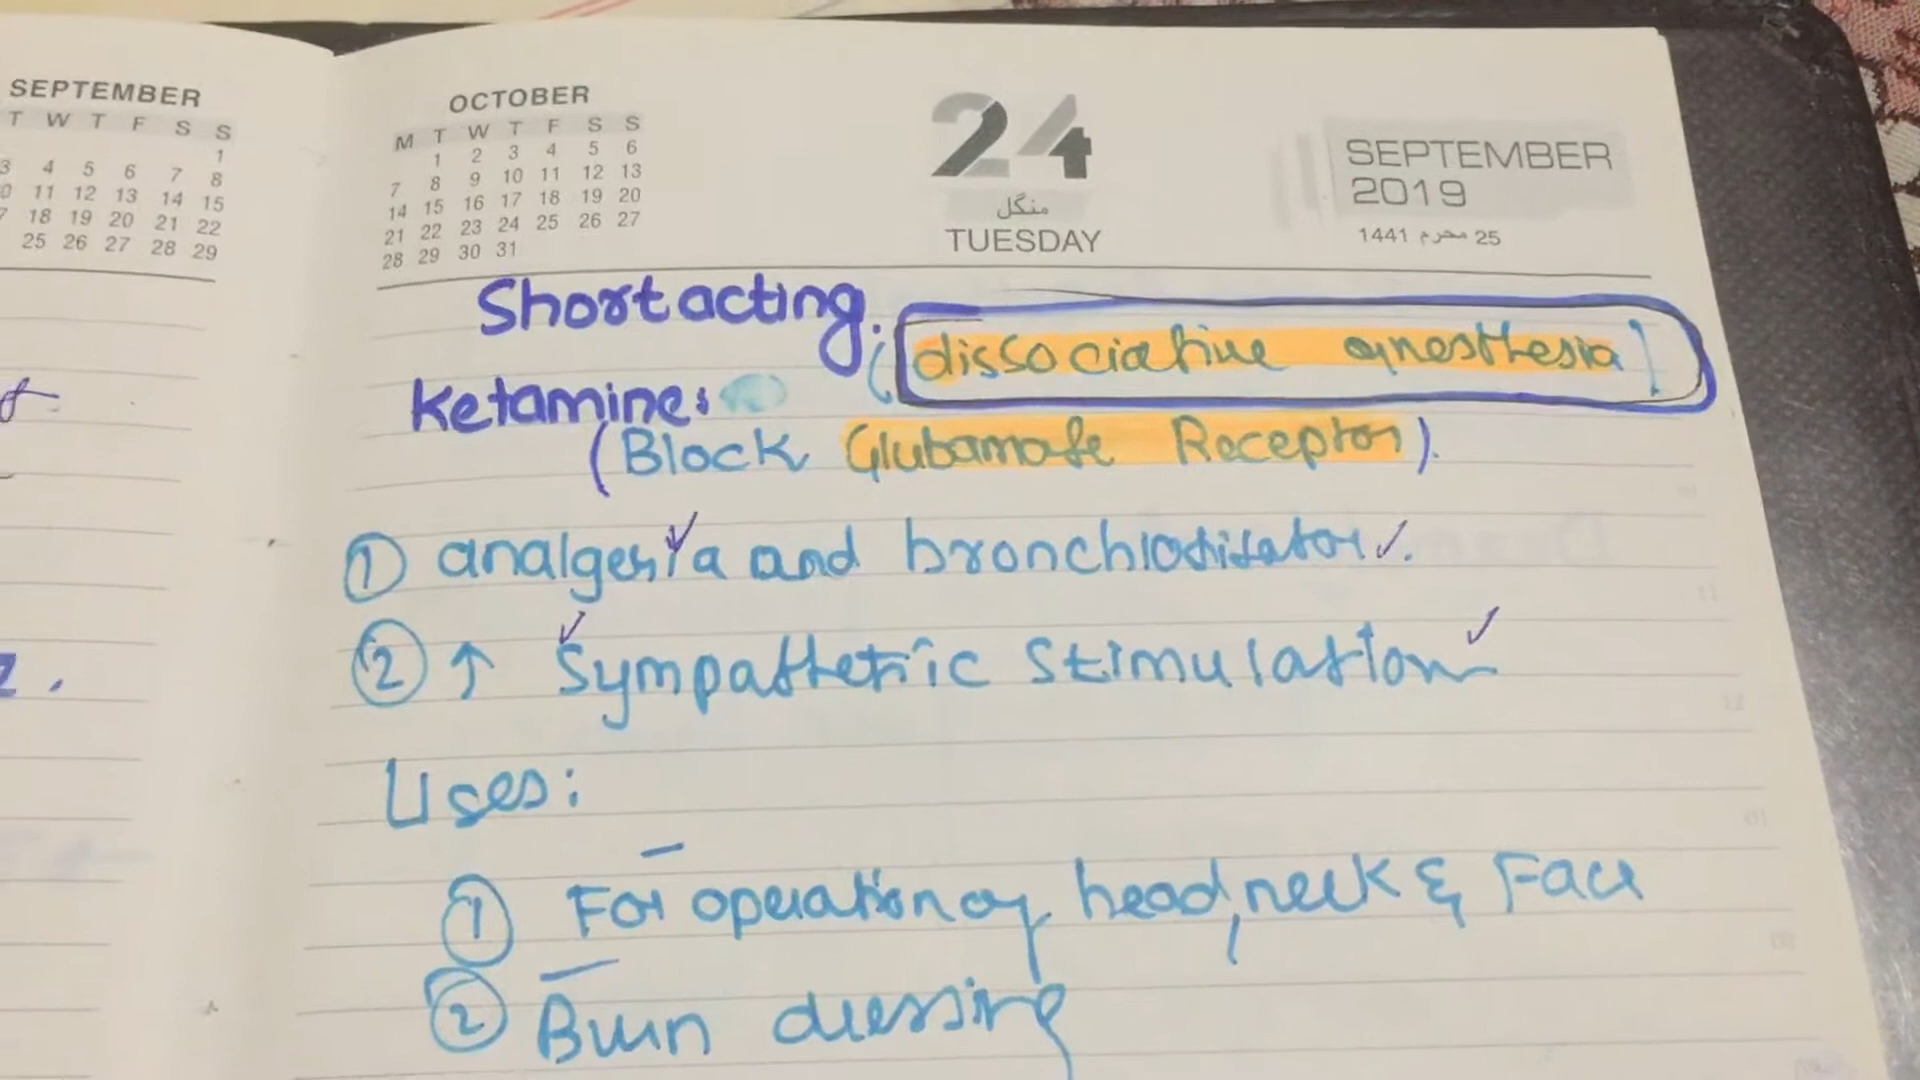 SEPTEMBER
T W T F S S
1
3 4 5 6 7 8
0 11 12 13 14 15
7 18 19 20 21 22
25 26 27 28 29
OCTOBER
M T W T F S S
1 2 3 4 5 6
7 8 9 10 11 12 13
14 15 16 17 18 19 20
21 22 23 24 25 26 27
28 29 30 31
24
منگل
TUESDAY
SEPTEMBER
2019
25 محرم 1441
Short acting.
(dissociative anesthesia)
Ketamine:
(Block Glutamate Receptor).
① analgesia and bronchiodilator ✓.
② ↑ Sympathetic stimulation
Uses:
① For operation of head, neck & Face
② Burn dressing